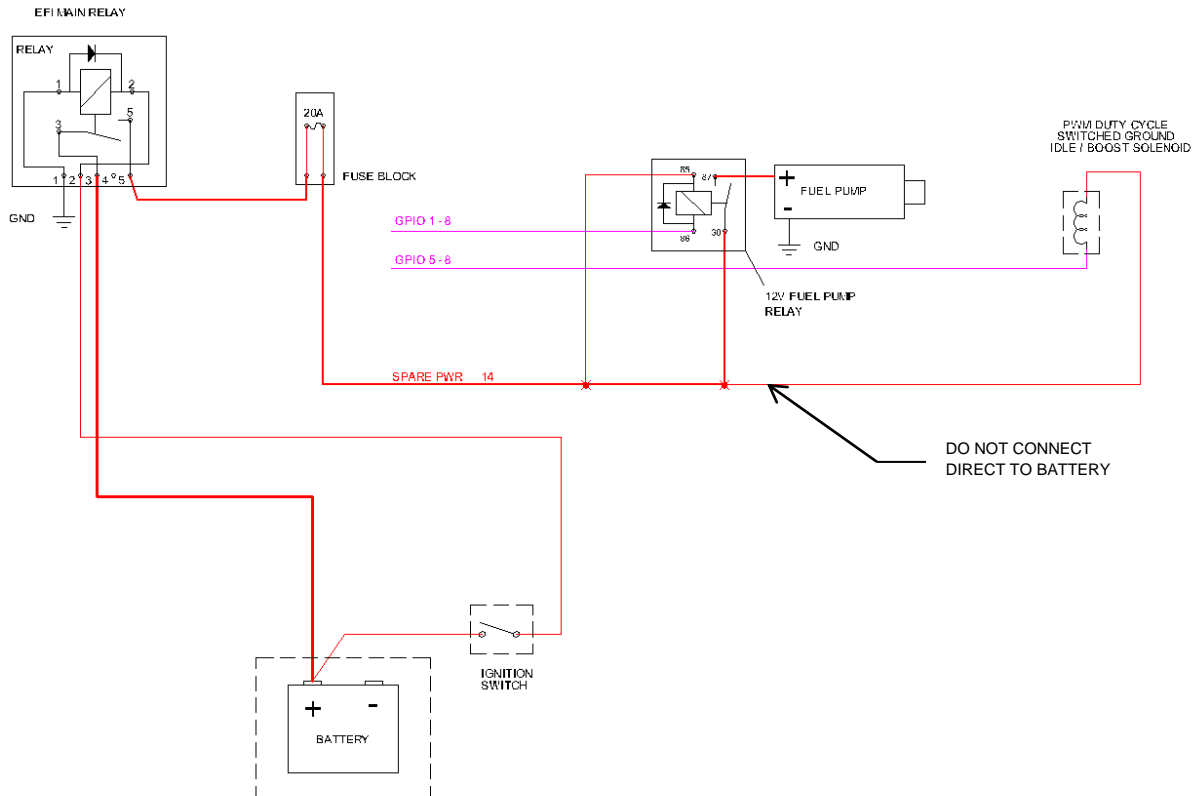 EFI MAIN RELAY
RELAY
1
2
3
5
1 2 3 4 5
GND
20A
FUSE BLOCK
PWM DUTY CYCLE
SWITCHED GROUND
IDLE / BOOST SOLENOID
85
87
86
30
+
-
FUEL PUMP
GND
GPIO 1 - 8
GPIO 5 - 8
12V FUEL PUMP
RELAY
SPARE PWR 14
DO NOT CONNECT
DIRECT TO BATTERY
IGNITION
SWITCH
+
-
BATTERY